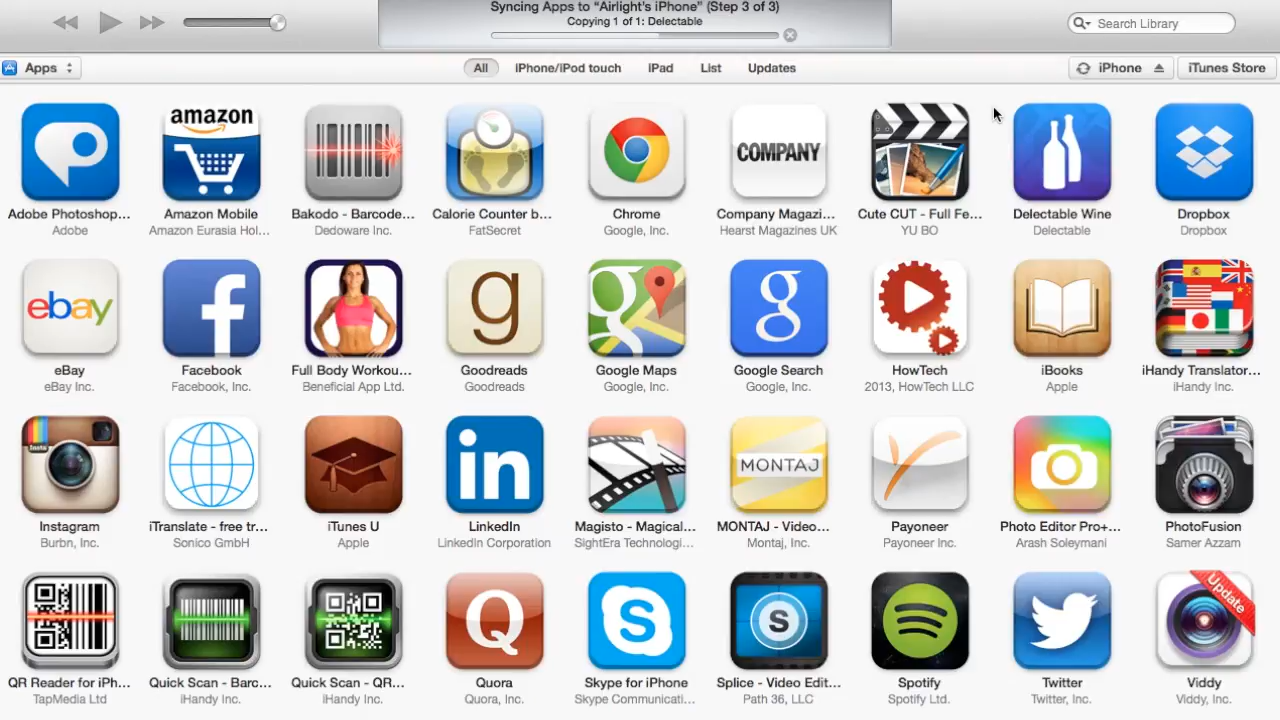 Syncing Apps to “Airlight's iPhone” (Step 3 of 3)
Copying 1 of 1: Delectable
Search Library
Apps
All
iPhone/iPod touch
iPad
List
Updates
iPhone
iTunes Store
amazon
COMPANY
Adobe Photoshop...
Amazon Mobile
Bakodo - Barcode...
Calorie Counter b...
Chrome
Company Magazi...
Cute CUT - Full Fe...
Delectable Wine
Dropbox
Adobe
Amazon Eurasia Hol...
Dedoware Inc.
FatSecret
Google, Inc.
Hearst Magazines UK
YU BO
Delectable
Dropbox
ebay
f
g
g
g
eBay
Facebook
Full Body Workou...
Goodreads
Google Maps
Google Search
HowTech
iBooks
iHandy Translator...
eBay Inc.
Facebook, Inc.
Beneficial App Ltd.
Goodreads
Google, Inc.
Google, Inc.
2013, HowTech LLC
Apple
iHandy Inc.
Insta
in
MONTAJ
Instagram
iTranslate - free tr...
iTunes U
LinkedIn
Magisto - Magical...
MONTAJ - Video...
Payoneer
Photo Editor Pro+...
PhotoFusion
Burbn, Inc.
Sonico GmbH
Apple
LinkedIn Corporation
SightEra Technologi...
Montaj, Inc.
Payoneer Inc.
Arash Soleymani
Samer Azzam
Q
S
S
Update
QR Reader for iPh...
Quick Scan - Barc...
Quick Scan - QR...
Quora
Skype for iPhone
Splice - Video Edit...
Spotify
Twitter
Viddy
TapMedia Ltd
iHandy Inc.
iHandy Inc.
Quora, Inc.
Skype Communicati...
Path 36, LLC
Spotify Ltd.
Twitter, Inc.
Viddy, Inc.